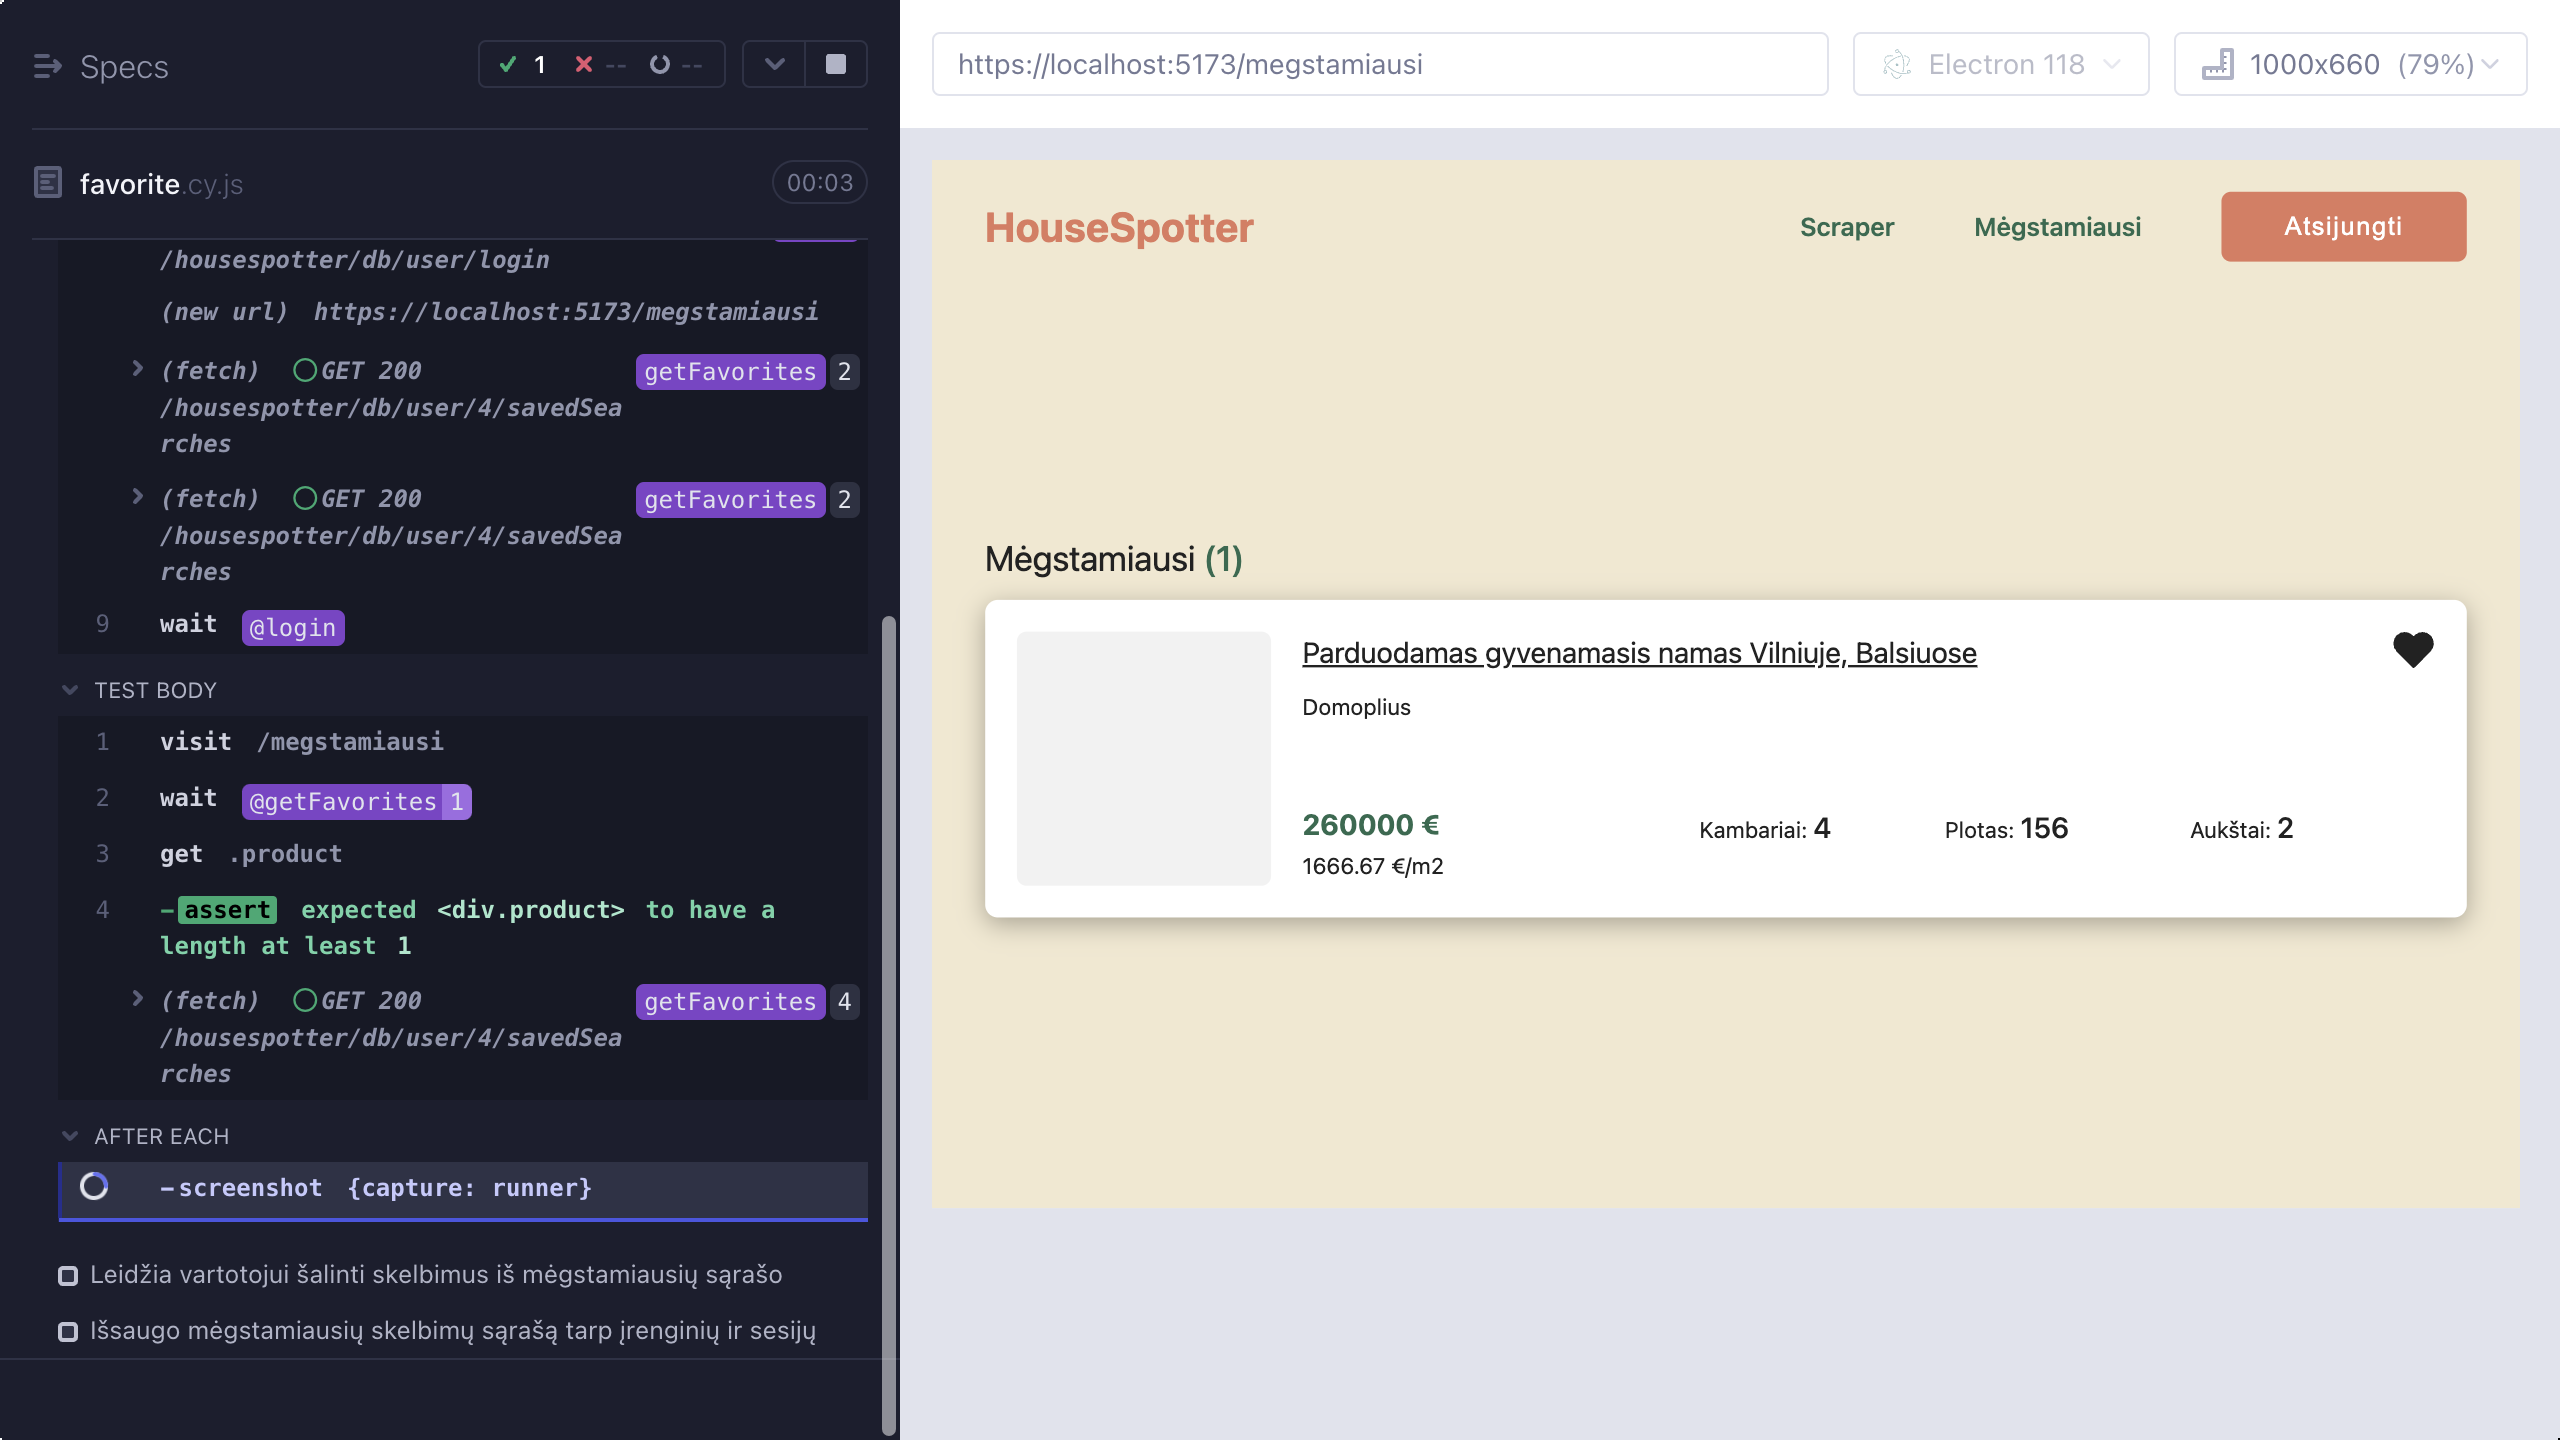 Specs
1
--
--
favorite.cy.js
00:03
/housespotter/db/user/login
(new url) https://localhost:5173/megstamiausi
(fetch) GET 200 getFavorites 2
/housespotter/db/user/4/savedSea
rches
(fetch) GET 200 getFavorites 2
/housespotter/db/user/4/savedSea
rches
9 wait @login
TEST BODY
1 visit /megstamiausi
2 wait @getFavorites 1
3 get .product
4 -assert expected <div.product> to have a
length at least 1
(fetch) GET 200 getFavorites 4
/housespotter/db/user/4/savedSea
rches
AFTER EACH
-screenshot {capture: runner}
Leidžia vartotojui šalinti skelbimus iš mėgstamiausių sąrašo
Išsaugo mėgstamiausių skelbimų sąrašą tarp įrenginių ir sesijų
https://localhost:5173/megstamiausi
Electron 118
1000x660 (79%)
HouseSpotter
Scraper
Mėgstamiausi
Atsijungti
Mėgstamiausi (1)
Parduodamas gyvenamasis namas Vilniuje, Balsiuose
Domoplius
260000 €
1666.67 €/m2
Kambariai: 4
Plotas: 156
Aukštai: 2